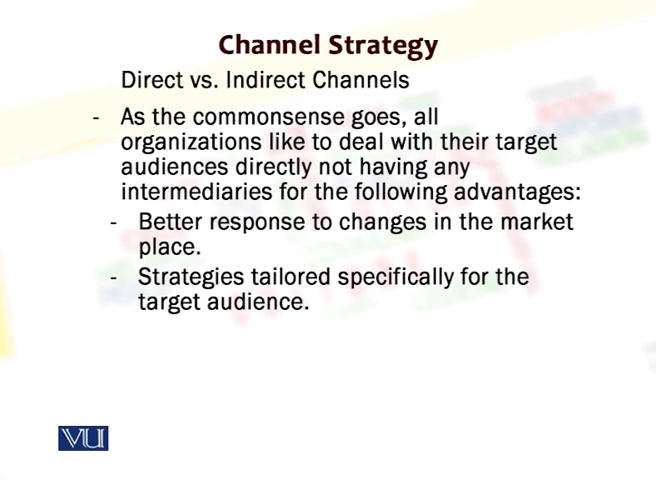 Channel Strategy
Direct vs. Indirect Channels
- As the commonsense goes, all
organizations like to deal with their target
audiences directly not having any
intermediaries for the following advantages:
- Better response to changes in the market
place.
- Strategies tailored specifically for the
target audience.
VU